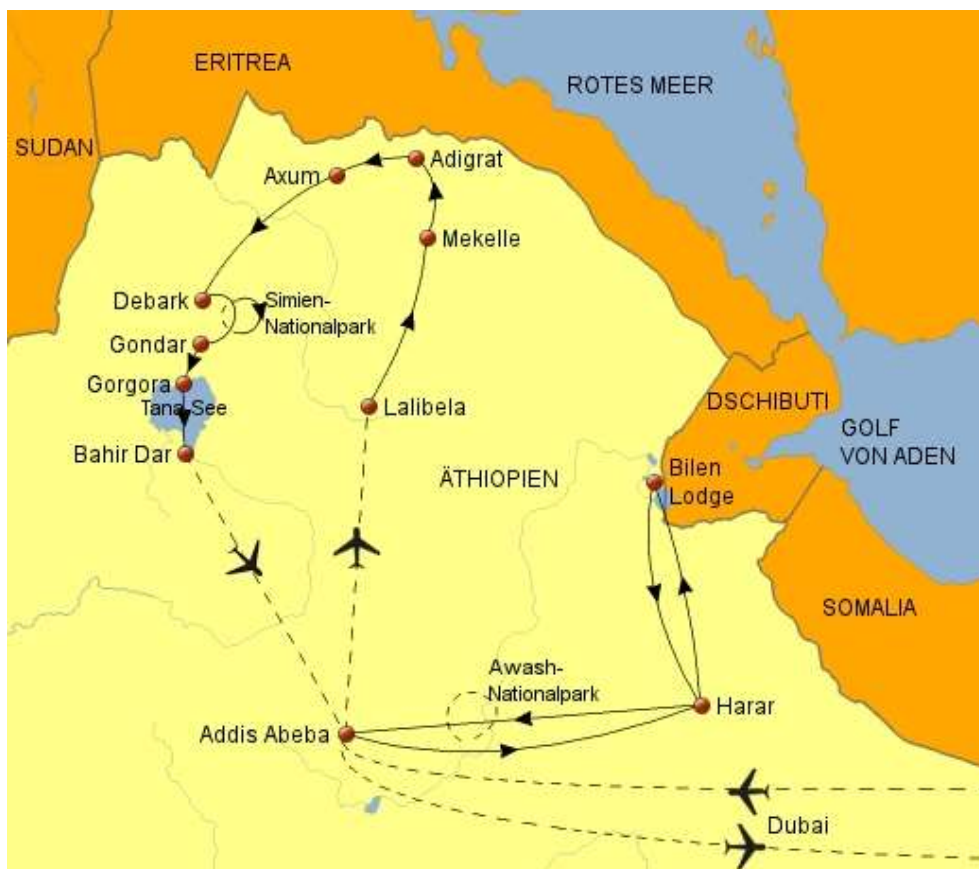 ERITREA
ROTES MEER
SUDAN
Adigrat
Axum
Mekelle
Debark
Simien-
Nationalpark
Gondar
Gorgora
Tana-See
Lalibela
DSCHIBUTI
GOLF
VON ADEN
Bahir Dar
ÄTHIOPIEN
Bilen
Lodge
SOMALIA
Awash-
Nationalpark
Harar
Addis Abeba
Dubai